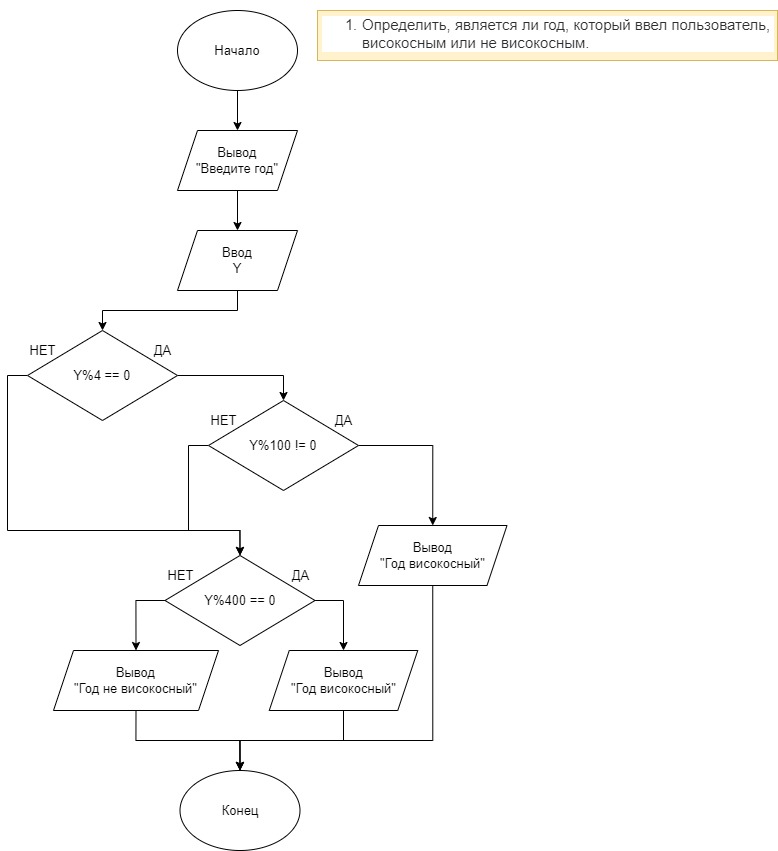 Начало
1. Определить, является ли год, который ввел пользователь,
високосным или не високосным.
Вывод
"Введите год"
Ввод
Y
НЕТ
ДА
Y%4 == 0
НЕТ
ДА
Y%100 != 0
Вывод
"Год високосный"
НЕТ
ДА
Y%400 == 0
Вывод
"Год не високосный"
Вывод
"Год високосный"
Конец